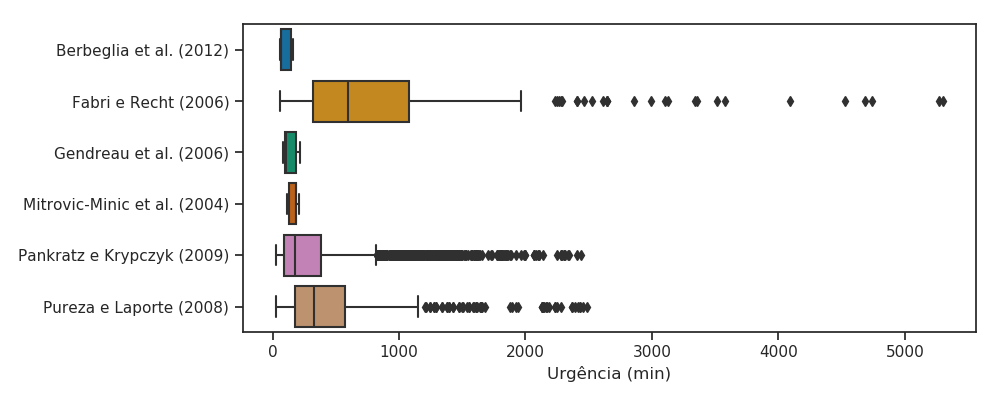 Berbeglia et al. (2012)
Fabri e Recht (2006)
Gendreau et al. (2006)
Mitrovic-Minic et al. (2004)
Pankratz e Krypczyk (2009)
Pureza e Laporte (2008)
0 1000 2000 3000 4000 5000
Urgência (min)